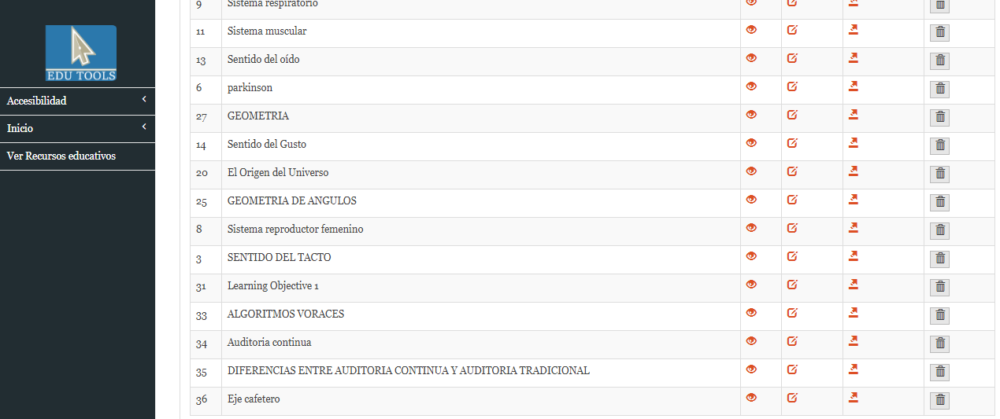 EDU TOOLS
Accesibilidad
Inicio
Ver Recursos educativos
9 Sistema respiratorio
11 Sistema muscular
13 Sentido del oído
6 parkinson
27 GEOMETRIA
14 Sentido del Gusto
20 El Origen del Universo
25 GEOMETRIA DE ANGULOS
8 Sistema reproductor femenino
3 SENTIDO DEL TACTO
31 Learning Objective 1
33 ALGORITMOS VORACES
34 Auditoria continua
35 DIFERENCIAS ENTRE AUDITORIA CONTINUA Y AUDITORIA TRADICIONAL
36 Eje cafetero